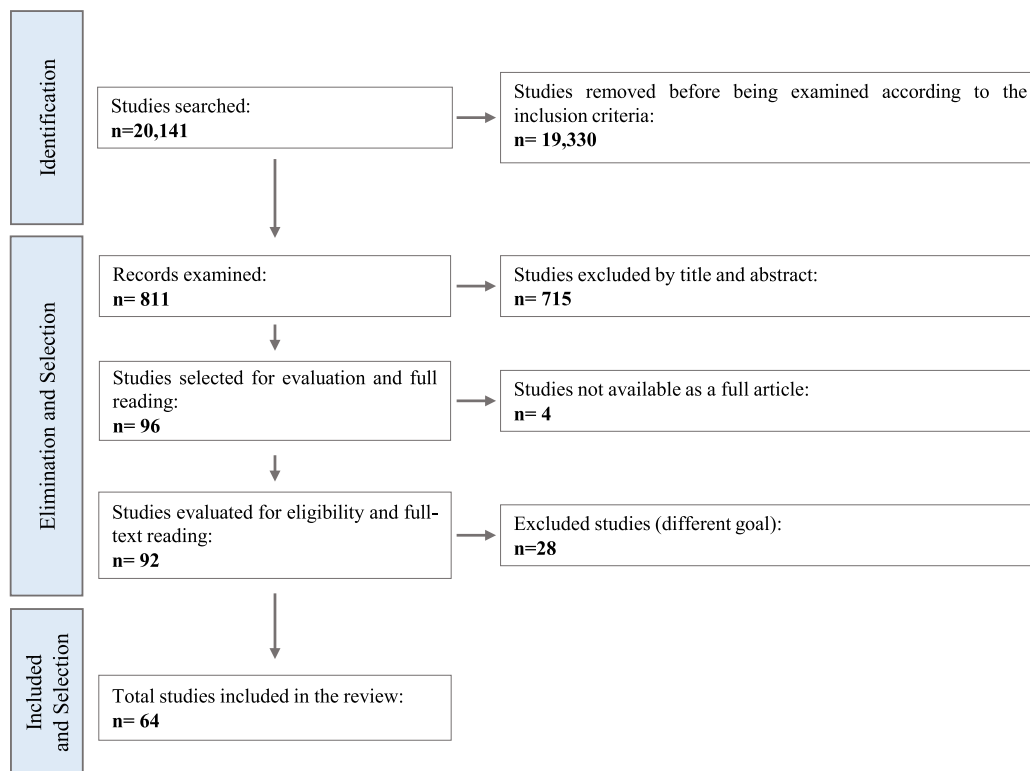 Identification
Studies searched:
n=20,141
Studies removed before being examined according to the
inclusion criteria:
n= 19,330
Elimination and Selection
Records examined:
n= 811
Studies excluded by title and abstract:
n= 715
Studies selected for evaluation and full
reading:
n= 96
Studies not available as a full article:
n= 4
Studies evaluated for eligibility and full-
text reading:
n= 92
Excluded studies (different goal):
n=28
Included
and Selection
Total studies included in the review:
n= 64